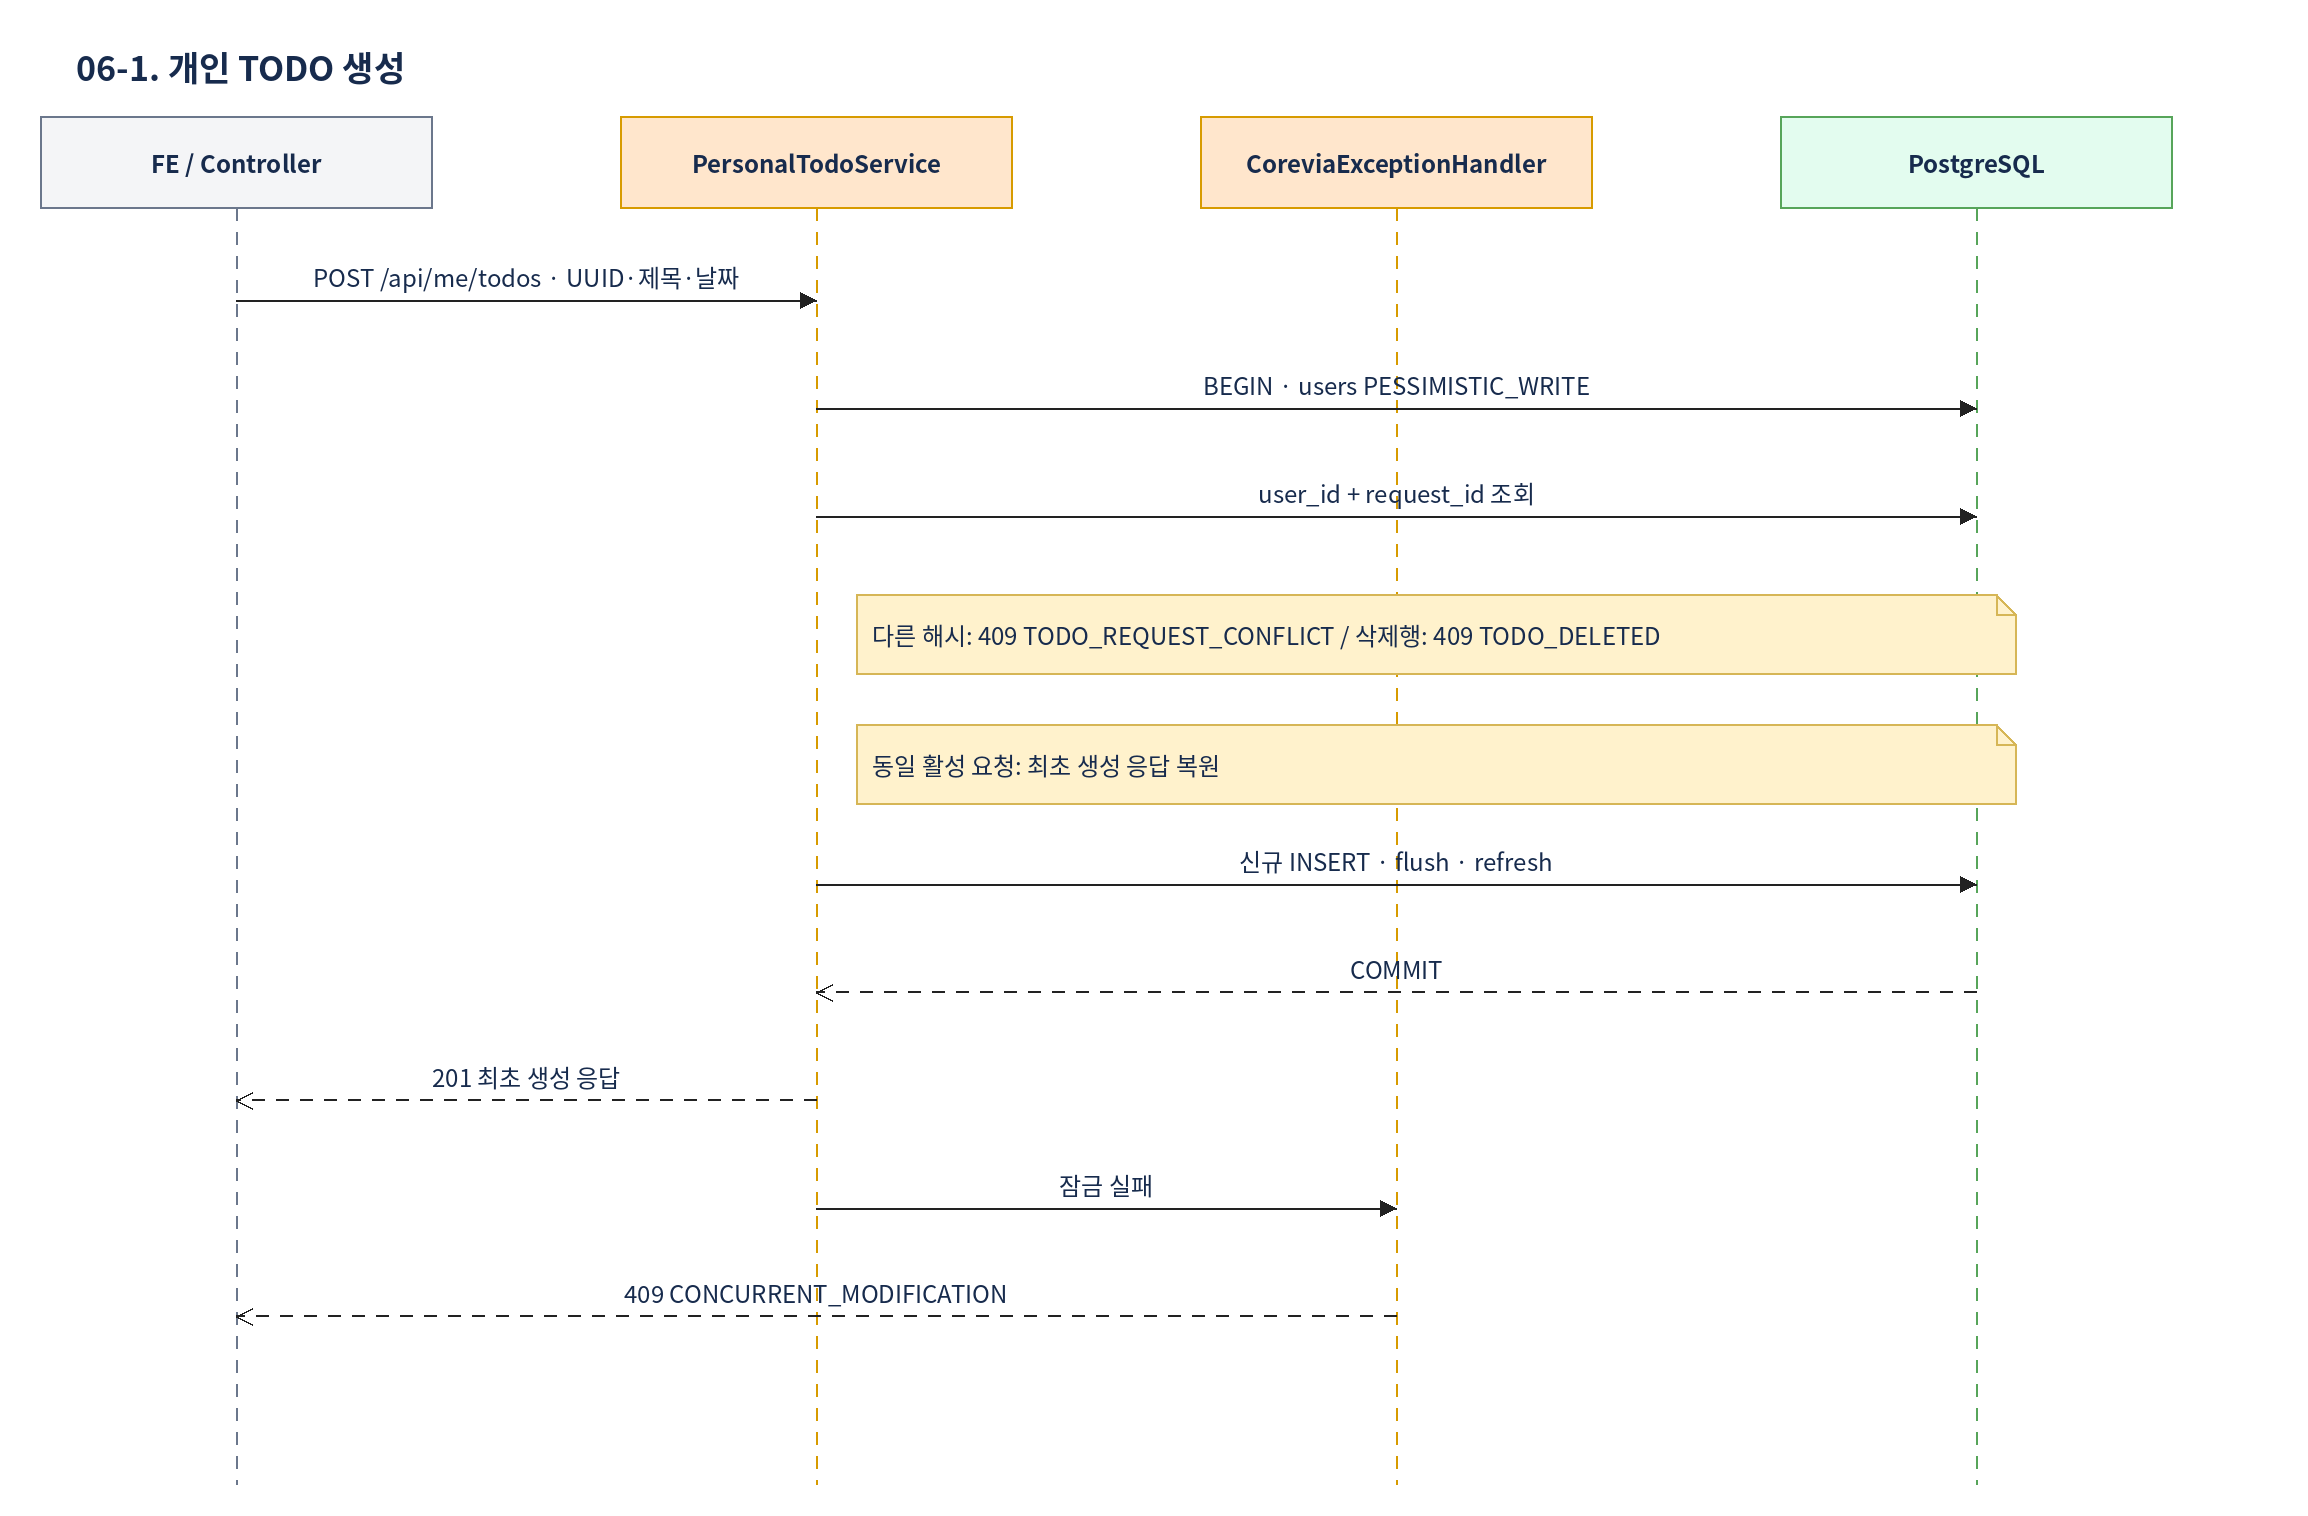 06-1. 개인 TODO 생성
FE / Controller
PersonalTodoService
CoreviaExceptionHandler
PostgreSQL
POST /api/me/todos · UUID·제목·날짜
BEGIN · users PESSIMISTIC_WRITE
user_id + request_id 조회
다른 해시: 409 TODO_REQUEST_CONFLICT / 삭제행: 409 TODO_DELETED
동일 활성 요청: 최초 생성 응답 복원
신규 INSERT · flush · refresh
COMMIT
201 최초 생성 응답
잠금 실패
409 CONCURRENT_MODIFICATION